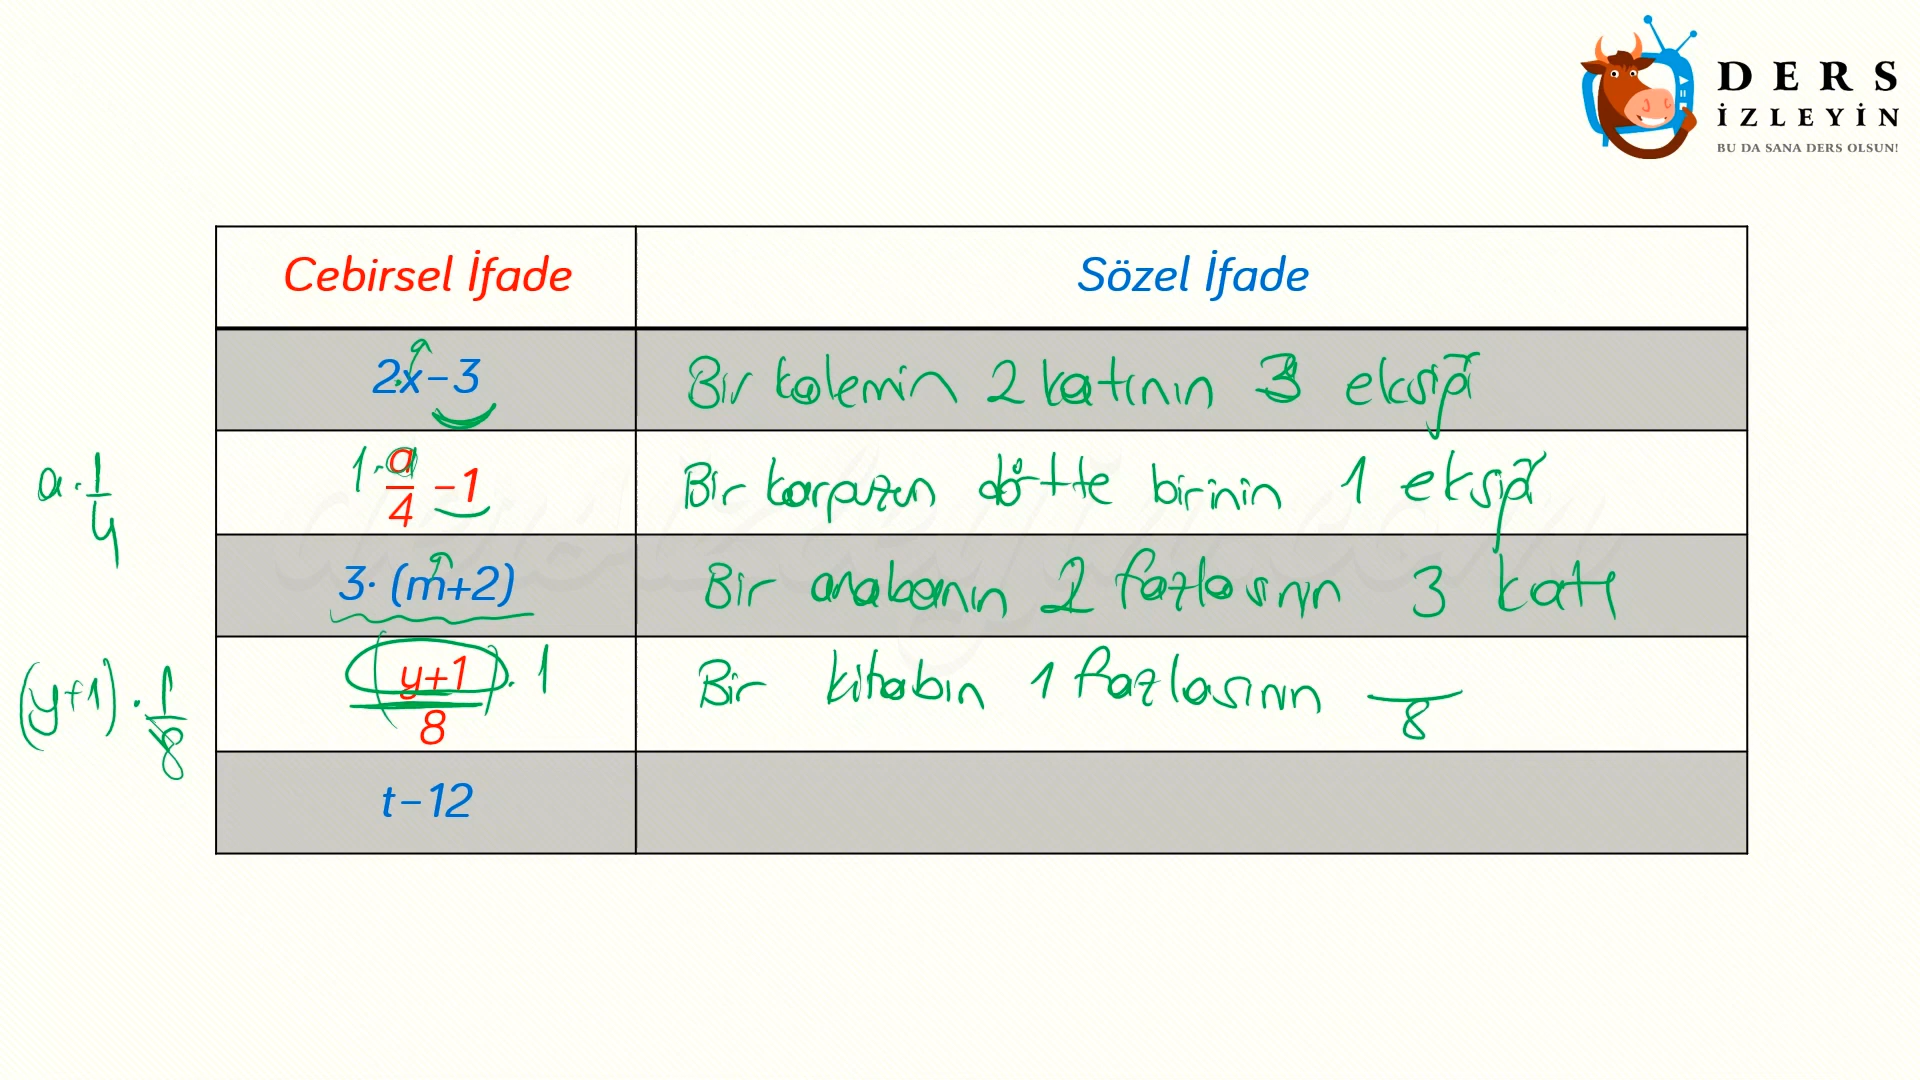 DERS
İZLEYİN
BU DA SANA DERS OLSUN!
Cebirsel İfade
Sözel İfade
2x-3
Bir kalemin 2 katının 3 eksiği
a·1/4
1·a/4 -1
Bir karpuzun dörtte birinin 1 eksiği
3·(m+2)
Bir arabanın 2 fazlasının 3 katı
(y+1)·1/8
(y+1)/8 ·1
Bir kitabın 1 fazlasının /8
t-12